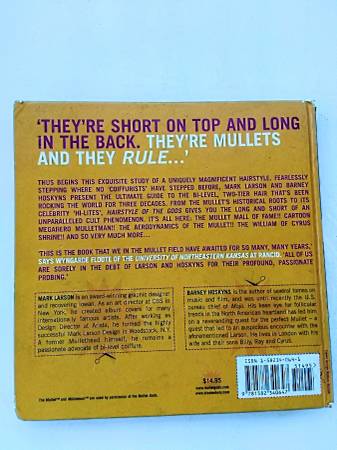 'THEY'RE SHORT ON TOP AND LONG
IN THE BACK. THEY'RE MULLETS
AND THEY RULE...'
THUS BEGINS THIS EXQUISITE STUDY OF A UNIQUELY MAGNIFICENT HAIRSTYLE. FEARLESSLY
STEPPING WHERE NO 'COIFFURISTS' HAVE STEPPED BEFORE, MARK LARSON AND BARNEY
HOSKYNS PRESENT THE ULTIMATE GUIDE TO THE BI-LEVEL, TWO-TIER HAIR THAT'S BEEN
ROCKING THE WORLD FOR THREE DECADES. FROM THE MULLET'S HISTORICAL ROOTS TO ITS
CELEBRITY 'HI-LITES', HAIRSTYLE OF THE GODS GIVES YOU THE LONG AND SHORT OF AN
UNPARALLELED CULT PHENOMENON. IT'S ALL HERE: THE MULLET HALL OF FAME!! CARTOON
MEGAHERO MULLETMAN!! THE AERODYNAMICS OF THE MULLET!! THE WILLIAM OF CYRUS
SHRINE!! AND SO VERY MUCH MORE...
'THIS IS THE BOOK THAT WE IN THE MULLET FIELD HAVE AWAITED FOR SO MANY, MANY YEARS,'
SAYS WYNGARDE ELDOTE OF THE UNIVERSITY OF NORTHEASTERN KANSAS AT RANCID. 'ALL OF US
ARE SORELY IN THE DEBT OF LARSON AND HOSKYNS FOR THEIR PROFOUND, PASSIONATE
PROBING.'
MARK LARSON is an award-winning graphic designer
and recovering Iowan. As an art director at CBS in
New York, he created album covers for many
internationally famous artists. After working as
Design Director at Arista, he formed the highly
successful Mark Larson Design in Woodstock, N.Y.
A former Mullethead himself, he remains a
passionate advocate of bi-level coiffure.
BARNEY HOSKYNS is the author of several tomes on
music and film, and was until recently the U.S.
bureau chief of Mojo. His keen eye for follicular
trends in the North American heartland has led him
on a neverending quest for the perfect Mullet – a
quest that led to an auspicious encounter with the
aforementioned Larson. He lives in London with his
wife and their sons
$14.95
ISBN 1-58234-064-1
51495>
9 781582 340647